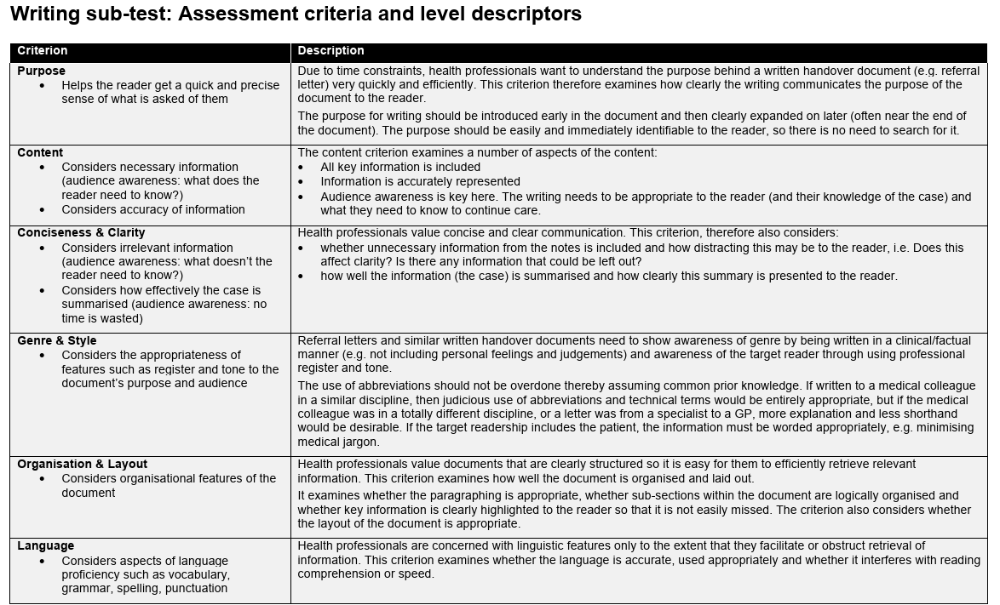 Writing sub-test: Assessment criteria and level descriptors
Criterion
Description
Purpose
• Helps the reader get a quick and precise
sense of what is asked of them
Due to time constraints, health professionals want to understand the purpose behind a written handover document (e.g. referral
letter) very quickly and efficiently. This criterion therefore examines how clearly the writing communicates the purpose of the
document to the reader.
The purpose for writing should be introduced early in the document and then clearly expanded on later (often near the end of
the document). The purpose should be easily and immediately identifiable to the reader, so there is no need to search for it.
Content
• Considers necessary information
(audience awareness: what does the
reader need to know?)
• Considers accuracy of information
The content criterion examines a number of aspects of the content:
• All key information is included
• Information is accurately represented
• Audience awareness is key here. The writing needs to be appropriate to the reader (and their knowledge of the case) and
what they need to know to continue care.
Conciseness & Clarity
• Considers irrelevant information
(audience awareness: what doesn't the
reader need to know?)
• Considers how effectively the case is
summarised (audience awareness: no
time is wasted)
Health professionals value concise and clear communication. This criterion, therefore also considers:
• whether unnecessary information from the notes is included and how distracting this may be to the reader, i.e. Does this
affect clarity? Is there any information that could be left out?
• how well the information (the case) is summarised and how clearly this summary is presented to the reader.
Genre & Style
• Considers the appropriateness of
features such as register and tone to the
document's purpose and audience
Referral letters and similar written handover documents need to show awareness of genre by being written in a clinical/factual
manner (e.g. not including personal feelings and judgements) and awareness of the target reader through using professional
register and tone.
The use of abbreviations should not be overdone thereby assuming common prior knowledge. If written to a medical colleague
in a similar discipline, then judicious use of abbreviations and technical terms would be entirely appropriate, but if the medical
colleague was in a totally different discipline, or a letter was from a specialist to a GP, more explanation and less shorthand
would be desirable. If the target readership includes the patient, the information must be worded appropriately, e.g. minimising
medical jargon.
Organisation & Layout
• Considers organisational features of the
document
Health professionals value documents that are clearly structured so it is easy for them to efficiently retrieve relevant
information. This criterion examines how well the document is organised and laid out.
It examines whether the paragraphing is appropriate, whether sub-sections within the document are logically organised and
whether key information is clearly highlighted to the reader so that it is not easily missed. The criterion also considers whether
the layout of the document is appropriate.
Language
• Considers aspects of language
proficiency such as vocabulary,
grammar, spelling, punctuation
Health professionals are concerned with linguistic features only to the extent that they facilitate or obstruct retrieval of
information. This criterion examines whether the language is accurate, used appropriately and whether it interferes with reading
comprehension or speed.